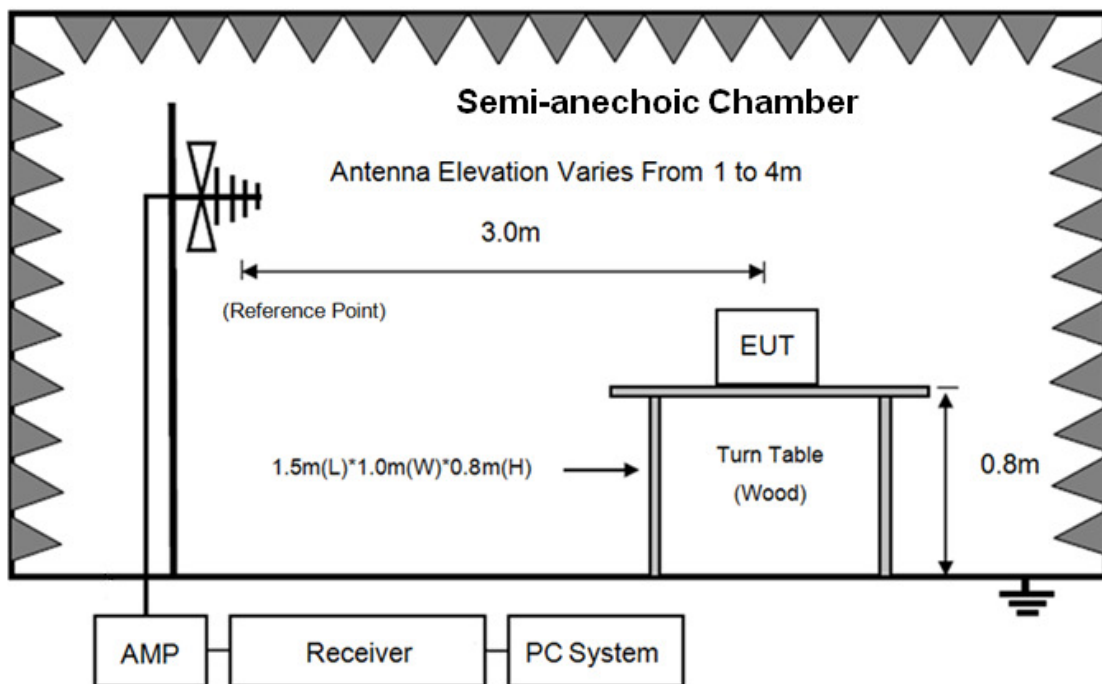 Semi-anechoic Chamber
Antenna Elevation Varies From 1 to 4m
3.0m
(Reference Point)
EUT
1.5m(L)*1.0m(W)*0.8m(H)
Turn Table
(Wood)
0.8m
AMP
Receiver
PC System